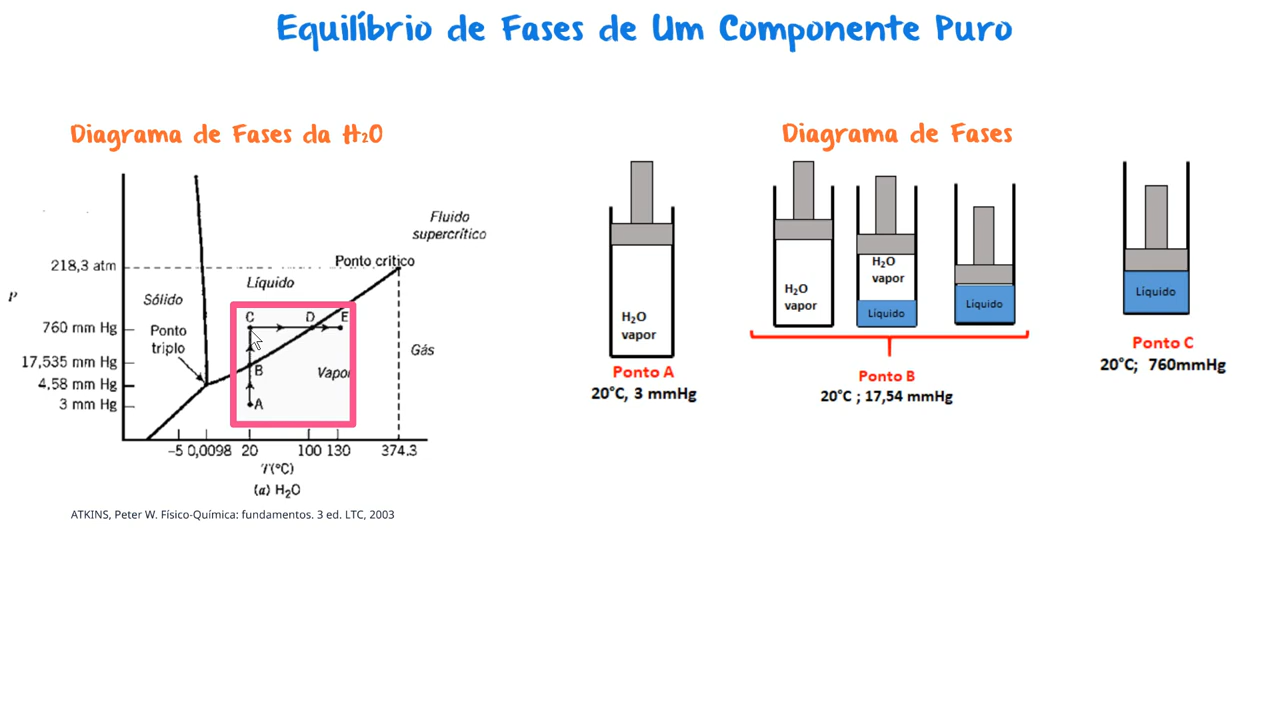 Equilíbrio de Fases de Um Componente Puro
Diagrama de Fases da H₂O
Fluido
supercrítico
Ponto crítico
218,3 atm
Líquido
P
Sólido
C
D
E
760 mm Hg
Ponto
triplo
Gás
17,535 mm Hg
B
Vapor
4,58 mm Hg
3 mm Hg
A
-5 0,0098 20 100 130 374.3
T(°C)
(a) H₂O
ATKINS, Peter W. Físico-Química: fundamentos. 3 ed. LTC, 2003
Diagrama de Fases
H₂O
vapor
Ponto A
20°C, 3 mmHg
H₂O
vapor
H₂O
vapor
Líquido
Líquido
Ponto B
20°C ; 17,54 mmHg
Líquido
Ponto C
20°C; 760mmHg